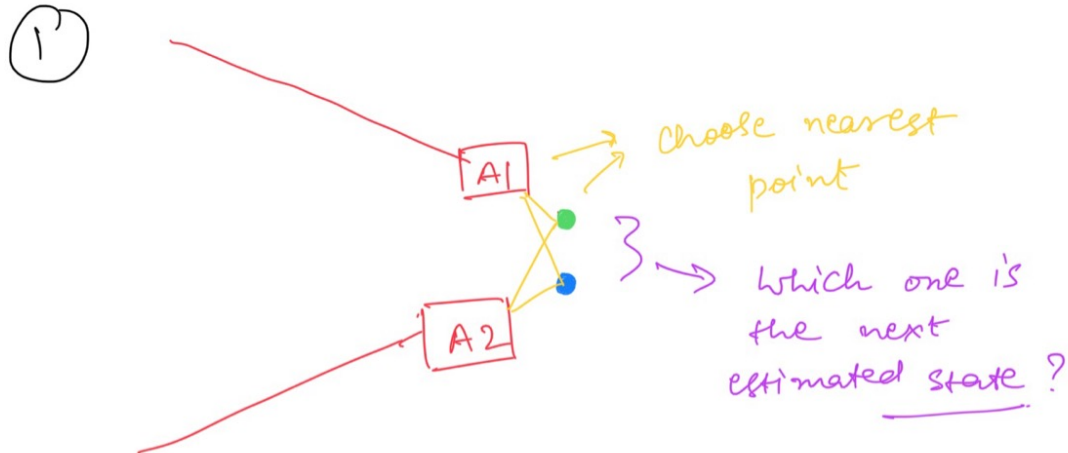 1
A1
choose nearest
point
A2
which one is
the next
estimated state ?